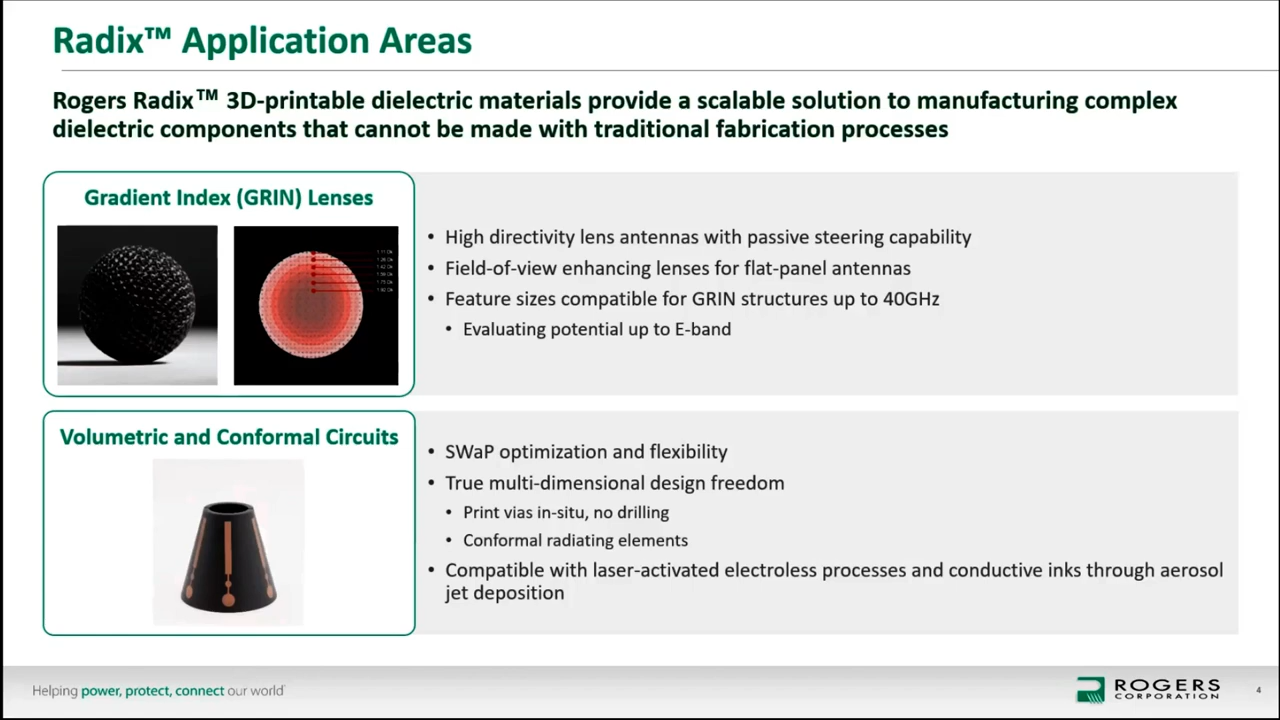 Radix™ Application Areas
Rogers Radix™ 3D-printable dielectric materials provide a scalable solution to manufacturing complex
dielectric components that cannot be made with traditional fabrication processes
Gradient Index (GRIN) Lenses
• High directivity lens antennas with passive steering capability
• Field-of-view enhancing lenses for flat-panel antennas
• Feature sizes compatible for GRIN structures up to 40GHz
• Evaluating potential up to E-band
Volumetric and Conformal Circuits
• SWaP optimization and flexibility
• True multi-dimensional design freedom
• Print vias in-situ, no drilling
• Conformal radiating elements
• Compatible with laser-activated electroless processes and conductive inks through aerosol
jet deposition
Helping power, protect, connect our world
ROGERS
CORPORATION
4